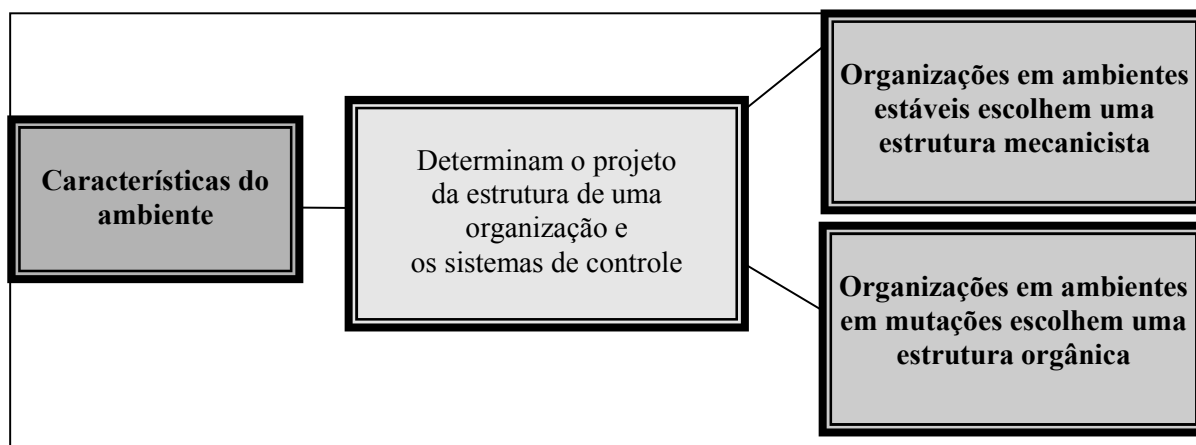 Características do
ambiente
Determinam o projeto
da estrutura de uma
organização e
os sistemas de controle
Organizações em ambientes
estáveis escolhem uma
estrutura mecanicista
Organizações em ambientes
em mutações escolhem uma
estrutura orgânica